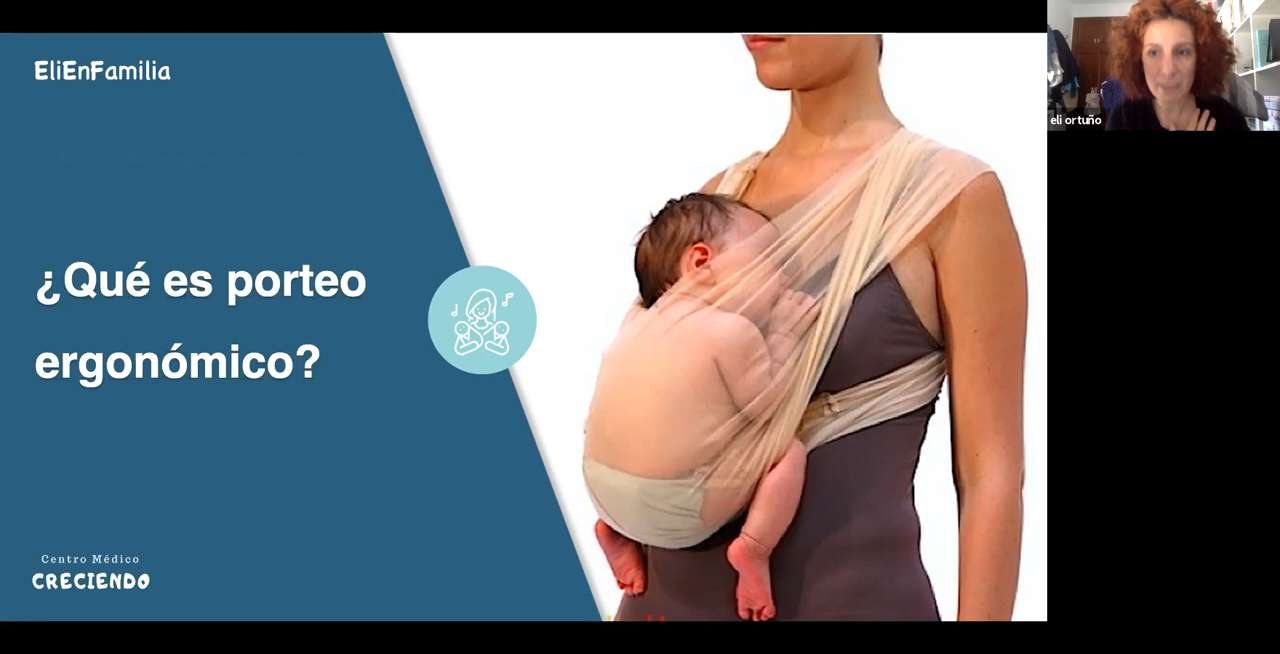 EliEnFamilia
¿Qué es porteo
ergonómico?
Centro Médico
CRECIENDO
eli ortuño